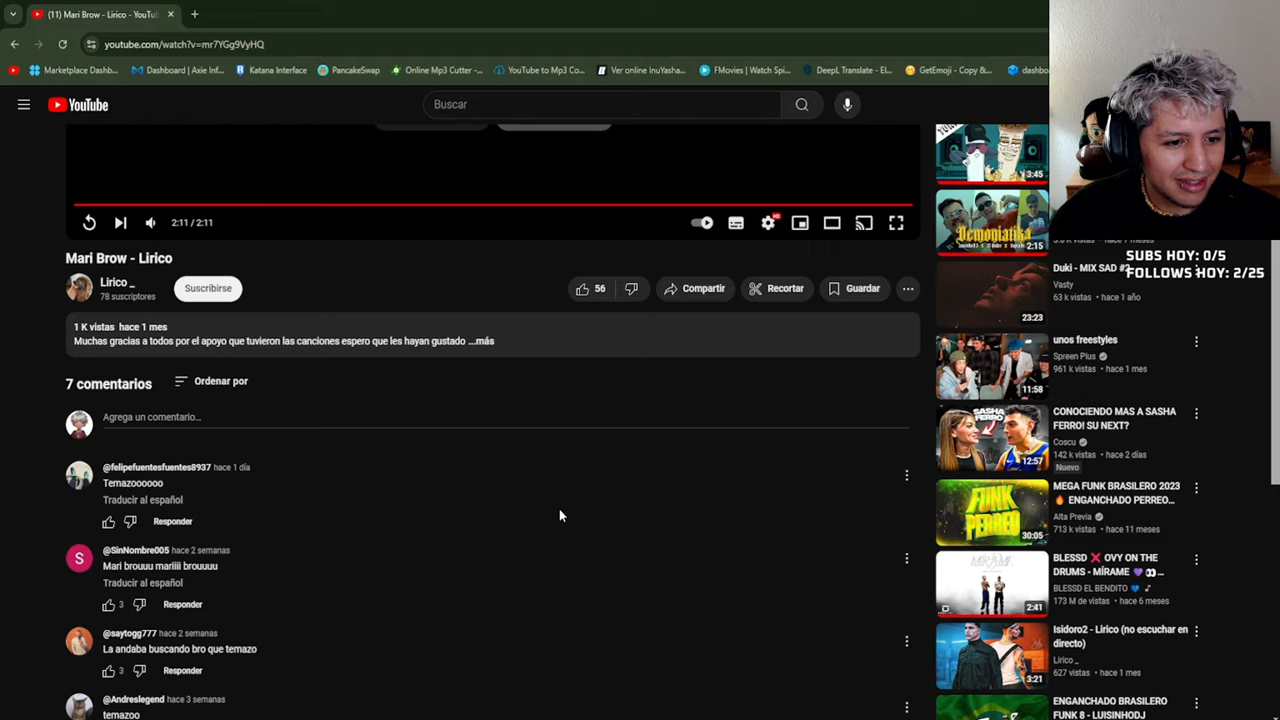 (11) Mari Brow - Lirico - YouTu
youtube.com/watch?v=mr7YGg9VyHQ
Marketplace Dashb...
Dashboard | Axie Inf...
Katana Interface
PancakeSwap
Online Mp3 Cutter -...
YouTube to Mp3 Co...
Ver online InuYasha...
FMovies | Watch Spi...
DeepL Translate - El...
GetEmoji - Copy &...
dashbo
YouTube
Buscar
2:11 / 2:11
HD
Mari Brow - Lirico
Lirico _
78 suscriptores
Suscribirse
56
Compartir
Recortar
Guardar
1 K vistas hace 1 mes
Muchas gracias a todos por el apoyo que tuvieron las canciones espero que les hayan gustado ...más
7 comentarios
Ordenar por
Agrega un comentario...
@felipefuentesfuentes8937 hace 1 día
Temazoooooo
Traducir al español
Responder
@SinNombre005 hace 2 semanas
Mari brouuu mariiii brouuuu
Traducir al español
3
Responder
@saytogg777 hace 2 semanas
La andaba buscando bro que temazo
3
Responder
@Andreslegend hace 3 semanas
temazoo
3:45
Demoniatika
2:15
SUBS HOY: 0/5
FOLLOWS HOY: 2/25
Duki - MIX SAD #2
Vasty
63 k vistas • hace 1 año
23:23
unos freestyles
Spreen Plus
961 k vistas • hace 1 mes
11:58
SASHA
FERRO
CONOCIENDO MAS A SASHA
FERRO! SU NEXT?
Coscu
142 k vistas • hace 2 días
Nuevo
12:57
FUNK
PERREO
MEGA FUNK BRASILERO 2023
🔥 ENGANCHADO PERREO...
Alta Previa
713 k vistas • hace 11 meses
30:05
BLESSD ❌ OVY ON THE
DRUMS - MÍRAME 💜👀...
BLESSD EL BENDITO 💙
173 M de vistas • hace 6 meses
2:41
Isidoro2 - Lirico (no escuchar en
directo)
Lirico _
627 vistas • hace 1 mes
3:21
ENGANCHADO BRASILERO
FUNK 8 - LUISINHODJ